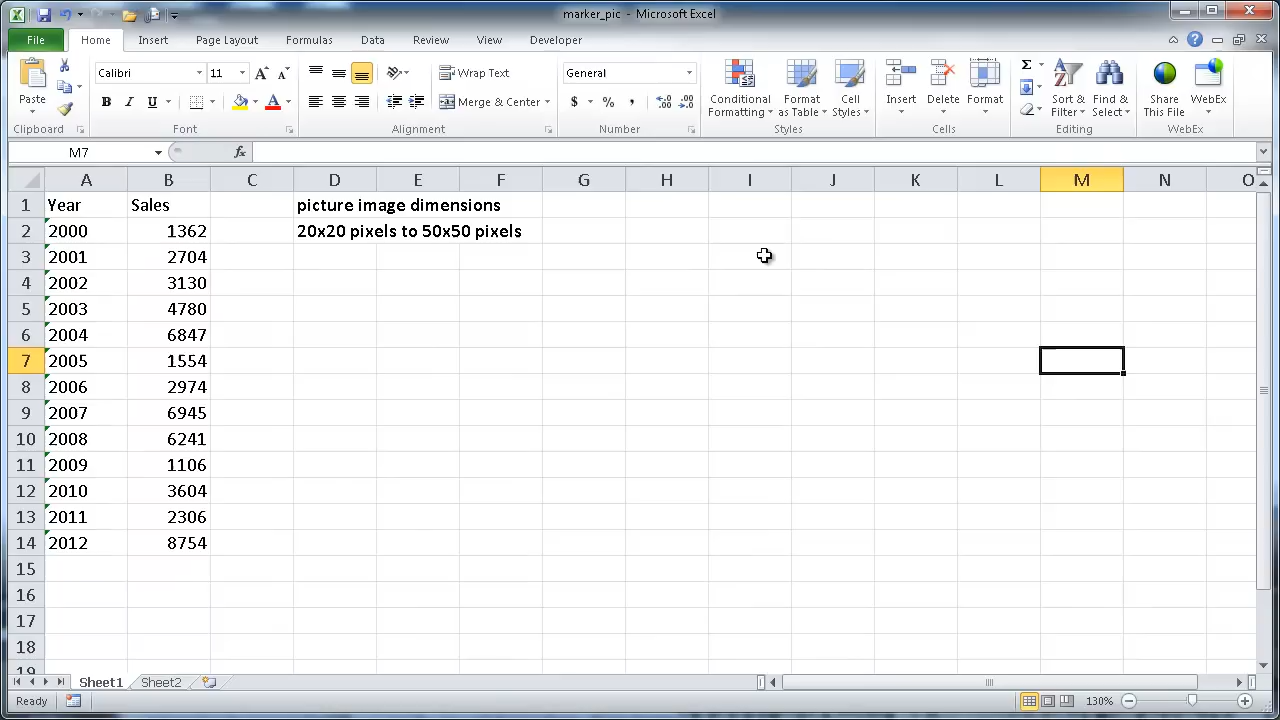 marker_pic - Microsoft Excel
File Home Insert Page Layout Formulas Data Review View Developer
Calibri 11 Wrap Text General
Paste B I U Merge & Center $ % , Conditional Formatting Format as Table Cell Styles Insert Delete Format Σ Sort & Filter Find & Select Share This File WebEx
Clipboard Font Alignment Number Styles Cells Editing WebEx
M7 fx
A B C D E F G H I J K L M N O
1 Year Sales picture image dimensions
2 2000 1362 20x20 pixels to 50x50 pixels
3 2001 2704
4 2002 3130
5 2003 4780
6 2004 6847
7 2005 1554
8 2006 2974
9 2007 6945
10 2008 6241
11 2009 1106
12 2010 3604
13 2011 2306
14 2012 8754
15
16
17
18
19
Sheet1 Sheet2
Ready 130%